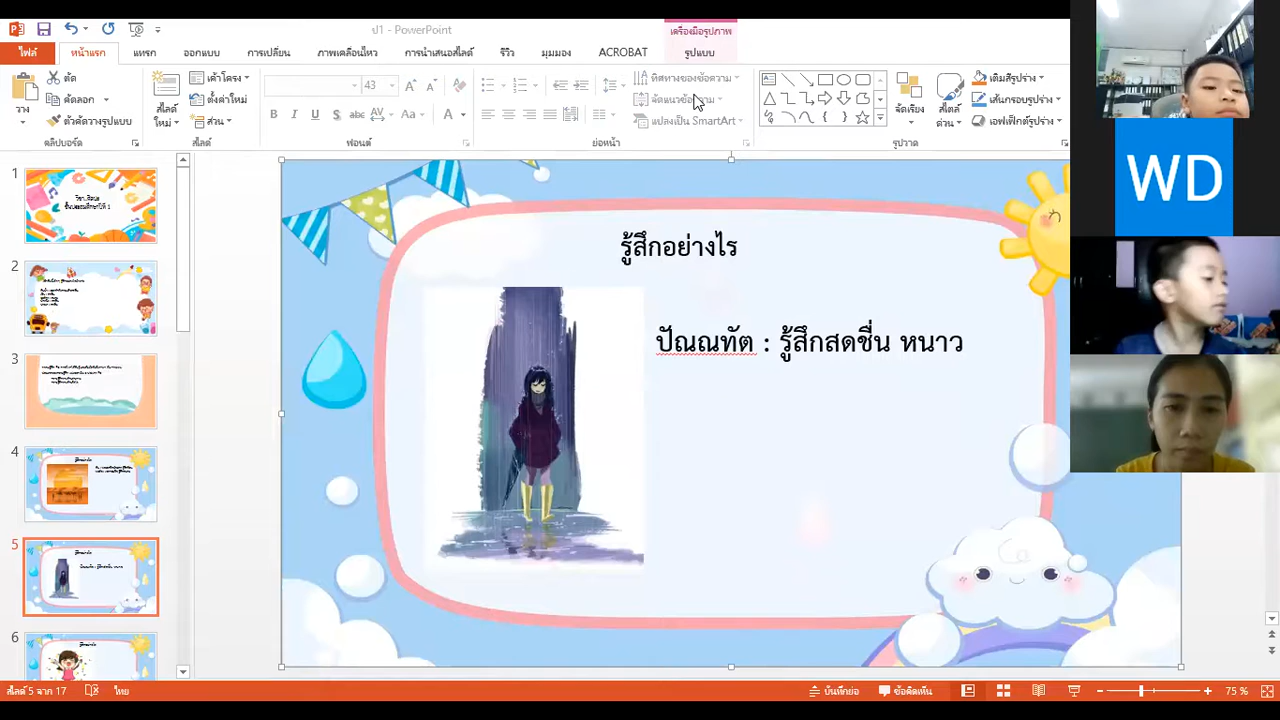 ป1 - PowerPoint
เครื่องมือรูปภาพ
ไฟล์ หน้าแรก แทรก ออกแบบ การเปลี่ยน ภาพเคลื่อนไหว การนำเสนอสไลด์ รีวิว มุมมอง ACROBAT รูปแบบ
วาง
ตัด
คัดลอก
ตัวคัดวางรูปแบบ
คลิปบอร์ด
สไลด์
ใหม่
เค้าโครง
ตั้งค่าใหม่
ส่วน
สไลด์
43
B I U S abc AV Aa A
ฟอนต์
ทิศทางของข้อความ
จัดแนวข้อความ
แปลงเป็น SmartArt
ย่อหน้า
จัดเรียง
สไตล์
ด่วน
เติมสีรูปร่าง
เส้นกรอบรูปร่าง
เอฟเฟ็กต์รูปร่าง
รูปวาด
WD
1
2
3
4
5
6
รู้สึกอย่างไร
ปัณณทัต : รู้สึกสดชื่น หนาว
สไลด์ 5 จาก 17 ไทย บันทึกย่อ ข้อคิดเห็น 75 %